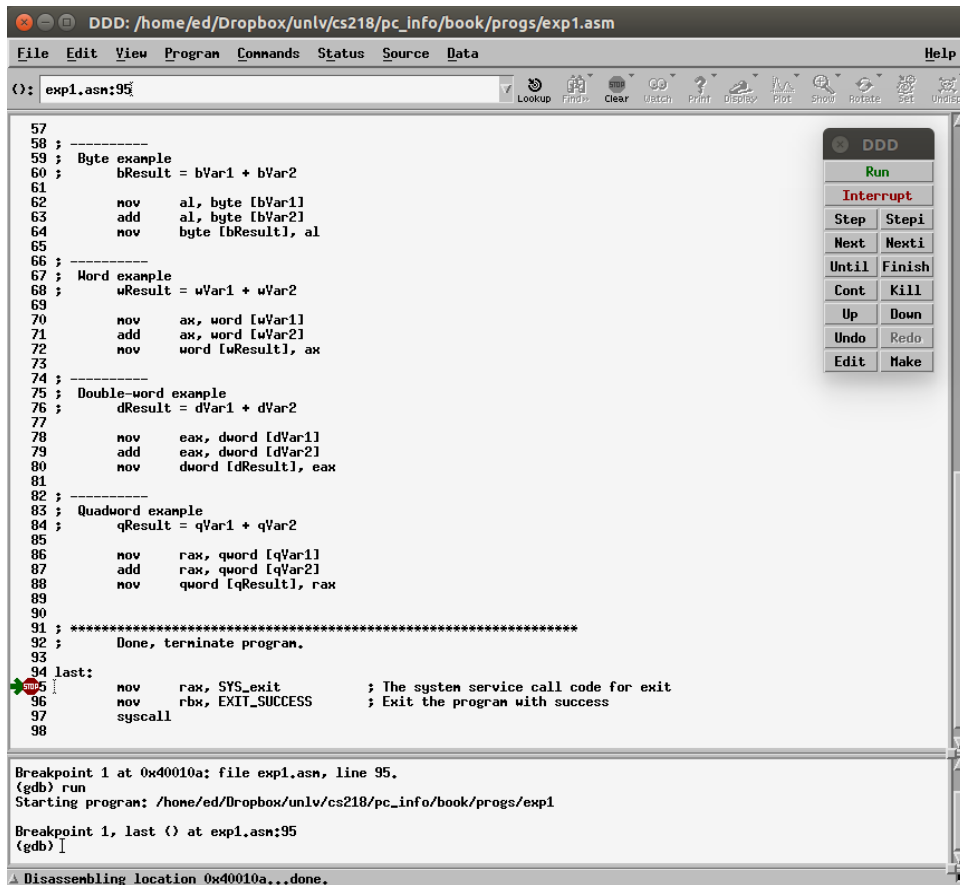 DDD: /home/ed/Dropbox/unlv/cs218/pc_info/book/progs/exp1.asm
File Edit View Program Commands Status Source Data Help
(): exp1.asm:95
Lookup Find» Clear Watch Print Display Plot Show Rotate Set Undisp
57
58 ; ----------
59 ;  Byte example
60 ;       bResult = bVar1 + bVar2
61
62         mov     al, byte [bVar1]
63         add     al, byte [bVar2]
64         mov     byte [bResult], al
65
66 ; ----------
67 ;  Word example
68 ;       wResult = wVar1 + wVar2
69
70         mov     ax, word [wVar1]
71         add     ax, word [wVar2]
72         mov     word [wResult], ax
73
74 ; ----------
75 ;  Double-word example
76 ;       dResult = dVar1 + dVar2
77
78         mov     eax, dword [dVar1]
79         add     eax, dword [dVar2]
80         mov     dword [dResult], eax
81
82 ; ----------
83 ;  Quadword example
84 ;       qResult = qVar1 + qVar2
85
86         mov     rax, qword [qVar1]
87         add     rax, qword [qVar2]
88         mov     qword [qResult], rax
89
90
91 ; *****************************************************************
92 ;       Done, terminate program.
93
94 last:
STOP 5         mov     rax, SYS_exit           ; The system service call code for exit
96         mov     rbx, EXIT_SUCCESS       ; Exit the program with success
97         syscall
98
DDD
Run
Interrupt
Step Stepi
Next Nexti
Until Finish
Cont Kill
Up Down
Undo Redo
Edit Make
Breakpoint 1 at 0x40010a: file exp1.asm, line 95.
(gdb) run
Starting program: /home/ed/Dropbox/unlv/cs218/pc_info/book/progs/exp1
Breakpoint 1, last () at exp1.asm:95
(gdb)
Disassembling location 0x40010a...done.